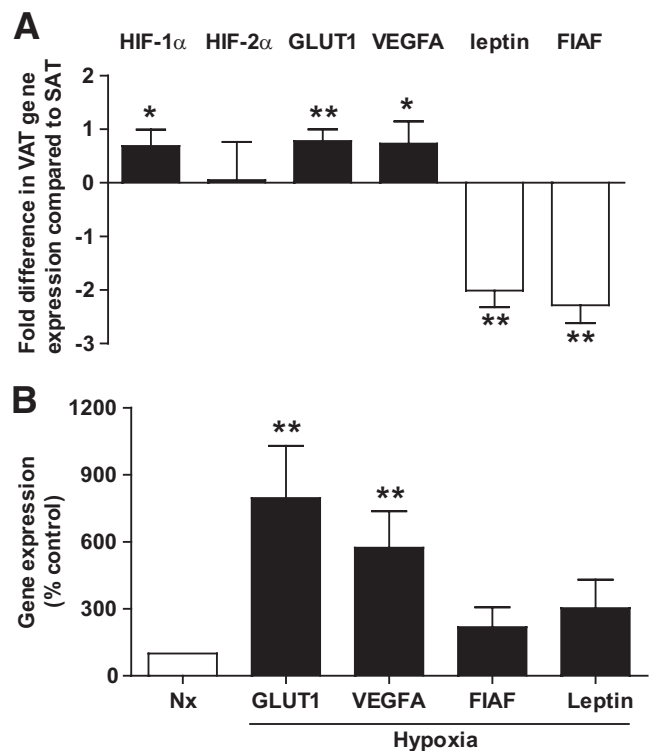 A
HIF-1α HIF-2α GLUT1 VEGFA leptin FIAF
Fold difference in VAT gene
expression compared to SAT
2
1
0
-1
-2
-3
* ** * ** **
B
Gene expression
(% control)
1200
900
600
300
0
** **
Nx GLUT1 VEGFA FIAF Leptin
Hypoxia